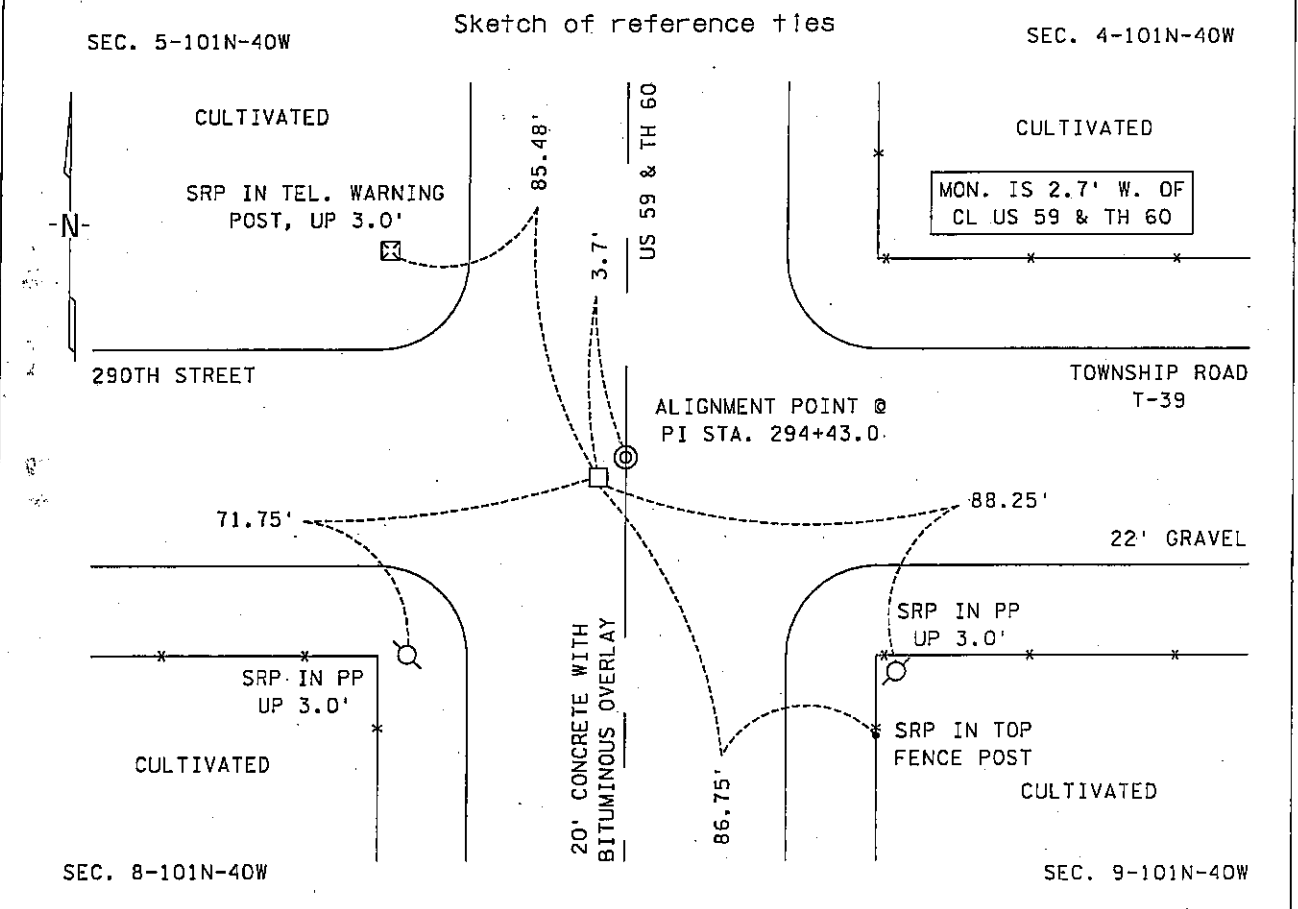 Sketch of reference ties
SEC. 5-101N-40W
SEC. 4-101N-40W
CULTIVATED
CULTIVATED
85.48'
US 59 & TH 60
SRP IN TEL. WARNING
POST, UP 3.0'
MON. IS 2.7' W. OF
CL US 59 & TH 60
-N-
3.7'
290TH STREET
TOWNSHIP ROAD
T-39
ALIGNMENT POINT @
PI STA. 294+43.0
71.75'
88.25'
22' GRAVEL
SRP IN PP
UP 3.0'
SRP IN PP
UP 3.0'
20' CONCRETE WITH
BITUMINOUS OVERLAY
SRP IN TOP
FENCE POST
86.75'
CULTIVATED
CULTIVATED
SEC. 8-101N-40W
SEC. 9-101N-40W